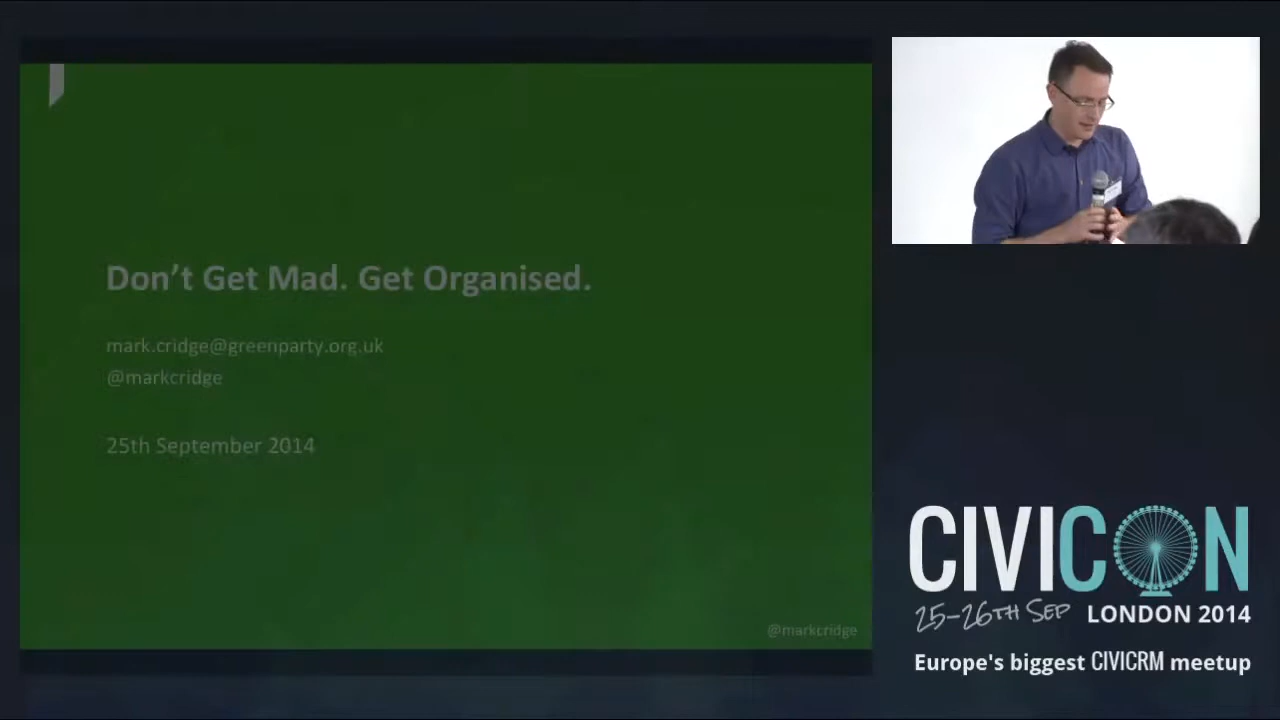 Don't Get Mad. Get Organised.
mark.cridge@greenparty.org.uk
@markcridge
25th September 2014
@markcridge
CIVICON
25-26TH SEP LONDON 2014
Europe's biggest CIVICRM meetup